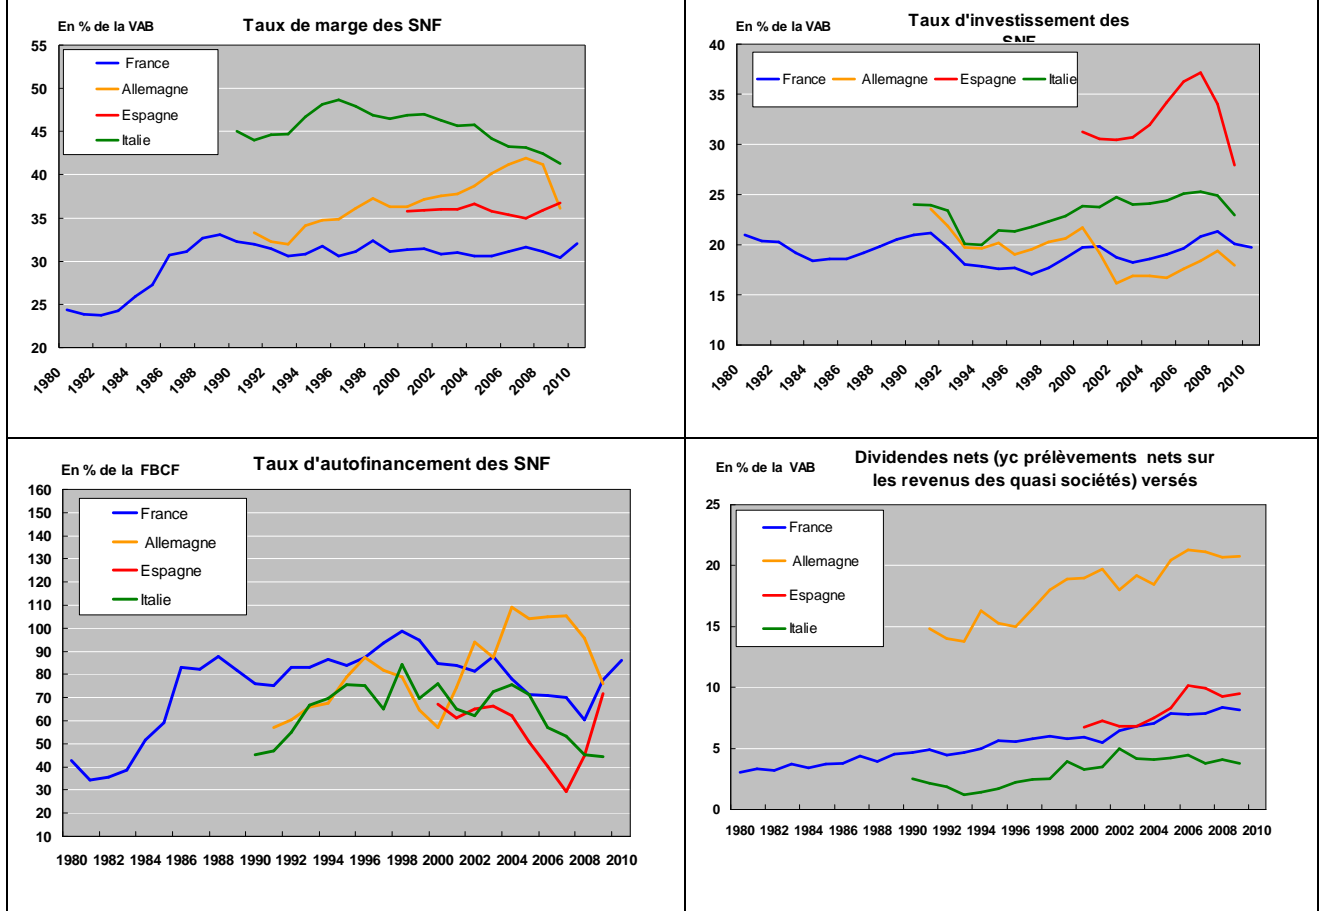 En % de la VAB
Taux de marge des SNF
55
50
45
40
35
30
25
20
France
Allemagne
Espagne
Italie
1980 1982 1984 1986 1988 1990 1992 1994 1996 1998 2000 2002 2004 2006 2008 2010
En % de la VAB
Taux d'investissement des
SNF
40
35
30
25
20
15
10
France Allemagne Espagne Italie
1980 1982 1984 1986 1988 1990 1992 1994 1996 1998 2000 2002 2004 2006 2008 2010
En % de la FBCF
Taux d'autofinancement des SNF
160
150
140
130
120
110
100
90
80
70
60
50
40
30
20
10
France
Allemagne
Espagne
Italie
1980 1982 1984 1986 1988 1990 1992 1994 1996 1998 2000 2002 2004 2006 2008 2010
En % de la VAB
Dividendes nets (yc prélèvements nets sur
les revenus des quasi sociétés) versés
25
20
15
10
5
0
France
Allemagne
Espagne
Italie
1980 1982 1984 1986 1988 1990 1992 1994 1996 1998 2000 2002 2004 2006 2008 2010